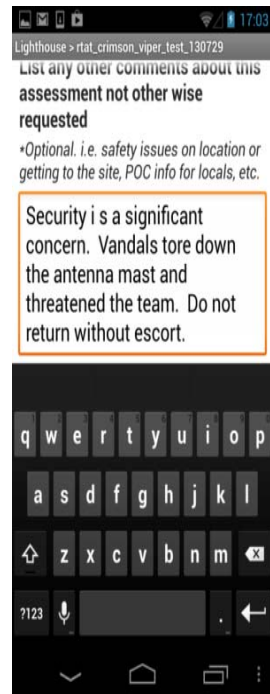 17:03
Lighthouse > rtat_crimson_viper_test_130729
List any other comments about this
assessment not other wise
requested
*Optional. i.e. safety issues on location or
getting to the site, POC info for locals, etc.
Security i s a significant
concern.  Vandals tore down
the antenna mast and
threatened the team.  Do not
return without escort.
q w e r t y u i o p
a s d f g h j k l
z x c v b n m
?123 .